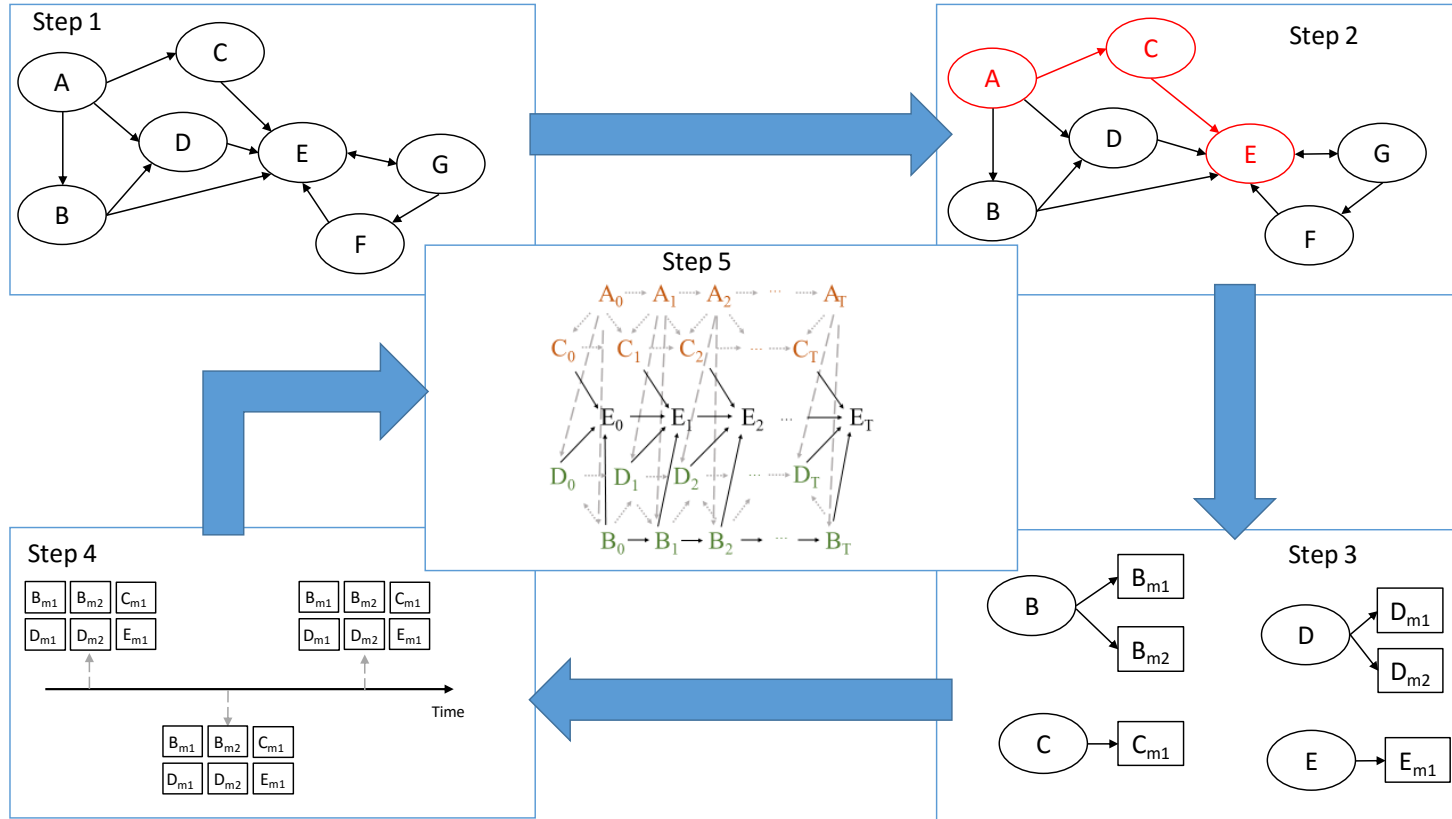 Step 1
C
A
D
E
G
B
F
Step 2
C
A
D
E
G
B
F
Step 5
A0 A1 A2 ... AT
C0 C1 C2 ... CT
E0 E1 E2 ... ET
D0 D1 D2 ... DT
B0 B1 B2 ... BT
Step 4
Bm1 Bm2 Cm1
Dm1 Dm2 Em1
Bm1 Bm2 Cm1
Dm1 Dm2 Em1
Time
Bm1 Bm2 Cm1
Dm1 Dm2 Em1
Step 3
B
Bm1
Bm2
D
Dm1
Dm2
C
Cm1
E
Em1